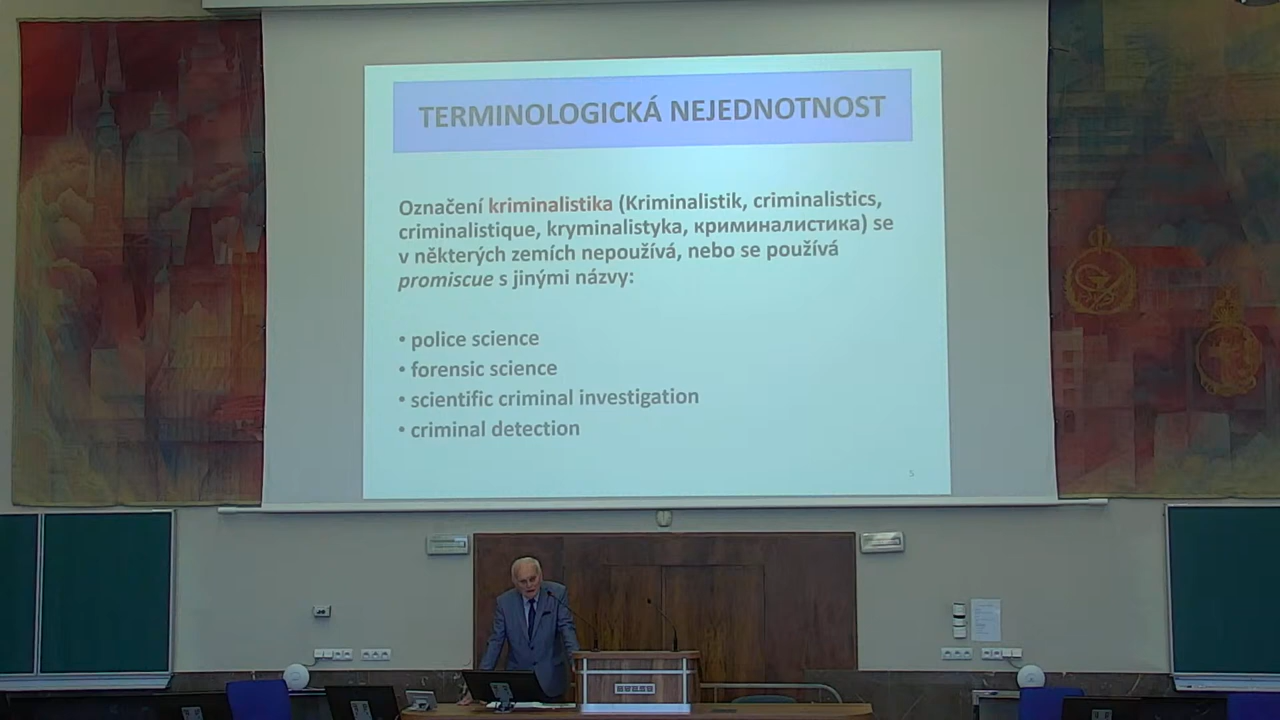 TERMINOLOGICKÁ NEJEDNOTNOST
Označení kriminalistika (Kriminalistik, criminalistics,
criminalistique, kryminalistyka, криминалистика) se
v některých zemích nepoužívá, nebo se používá
promiscue s jinými názvy:
• police science
• forensic science
• scientific criminal investigation
• criminal detection
5